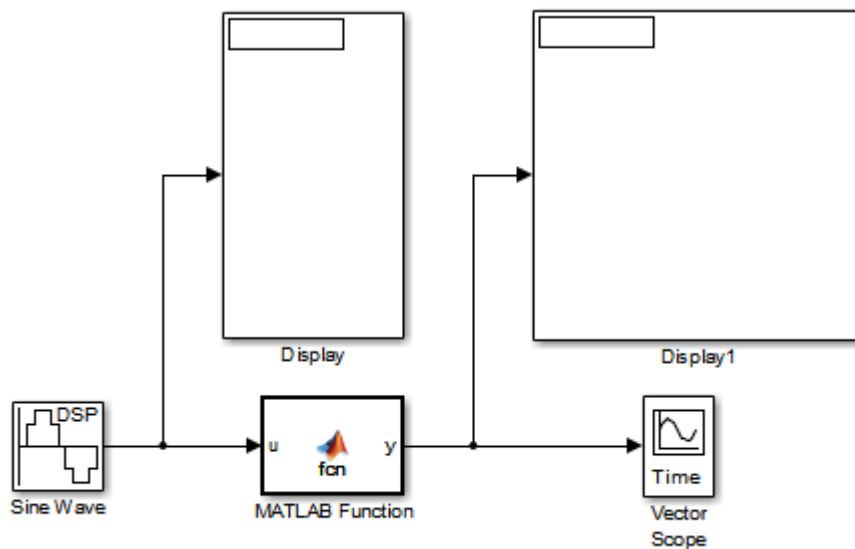 Display
Display1
DSP
Sine Wave
u
fcn
y
MATLAB Function
Time
Vector
Scope